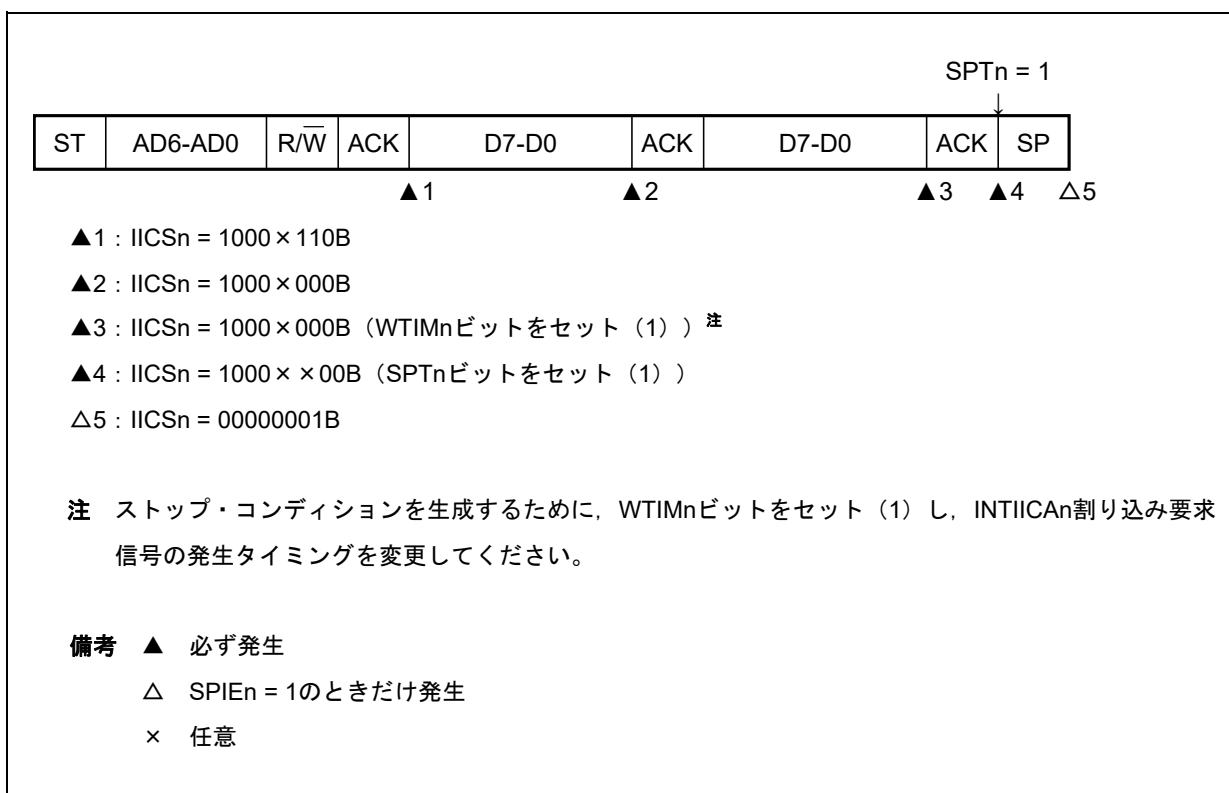 SPTn = 1
↓
ST AD6-AD0 R/W̅ ACK D7-D0 ACK D7-D0 ACK SP
▲1 ▲2 ▲3 ▲4 △5
▲1：IICSn = 1000×110B
▲2：IICSn = 1000×000B
▲3：IICSn = 1000×000B（WTIMnビットをセット（1））注
▲4：IICSn = 1000××00B（SPTnビットをセット（1））
△5：IICSn = 00000001B
注 ストップ・コンディションを生成するために，WTIMnビットをセット（1）し，INTIICAn割り込み要求
信号の発生タイミングを変更してください。
備考 ▲ 必ず発生
△ SPIEn = 1のときだけ発生
× 任意